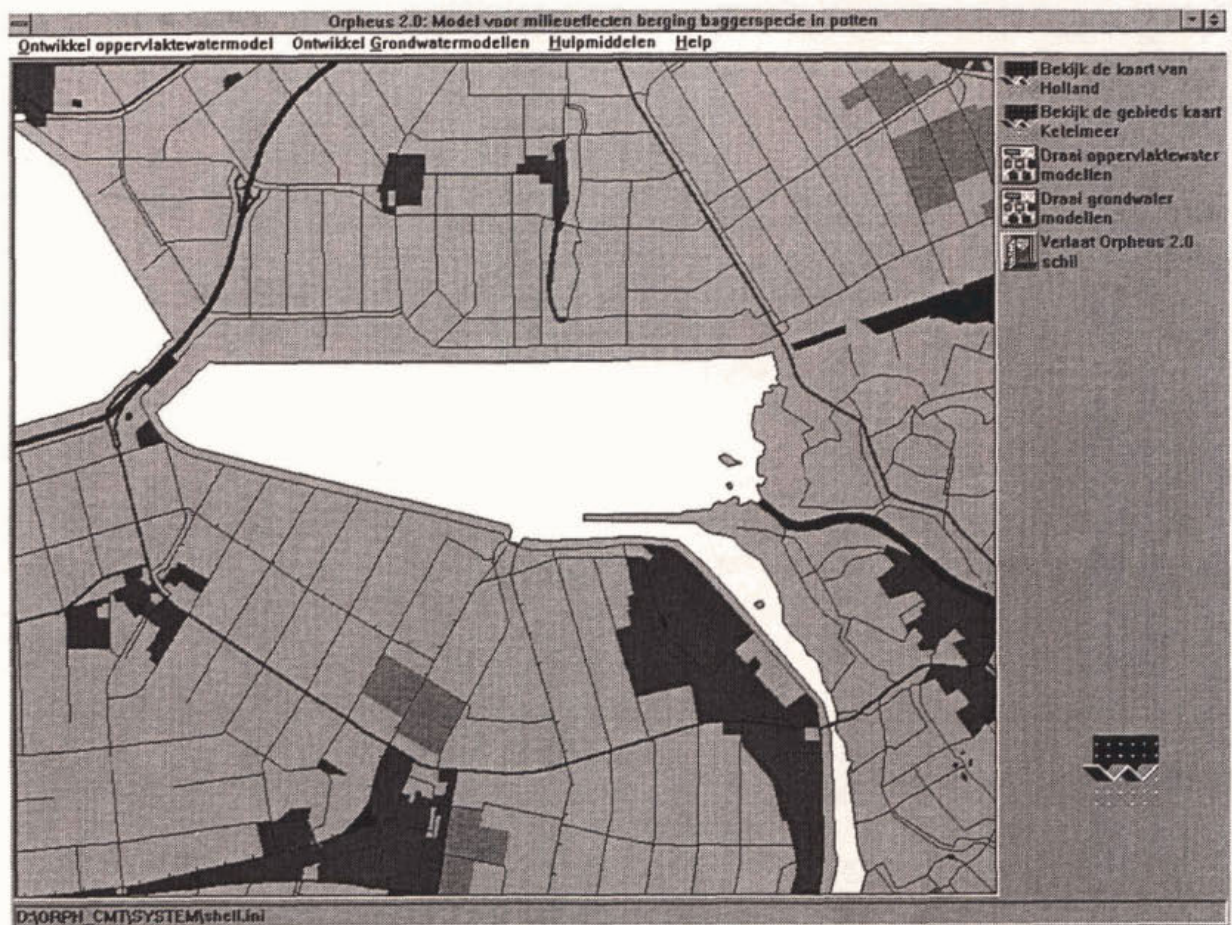 Orpheus 2.0: Model voor milieueffecten berging baggerspecie in putten
Ontwikkel oppervlaktewatermodel Ontwikkel Grondwatermodellen Hulpmiddelen Help
Bekijk de kaart van
Holland
Bekijk de gebieds kaart
Ketelmeer
Draai oppervlaktewater
modellen
Draai grondwater
modellen
Verlaat Orpheus 2.0
schil
D:\ORPH_CMT\SYSTEM\shell.ini